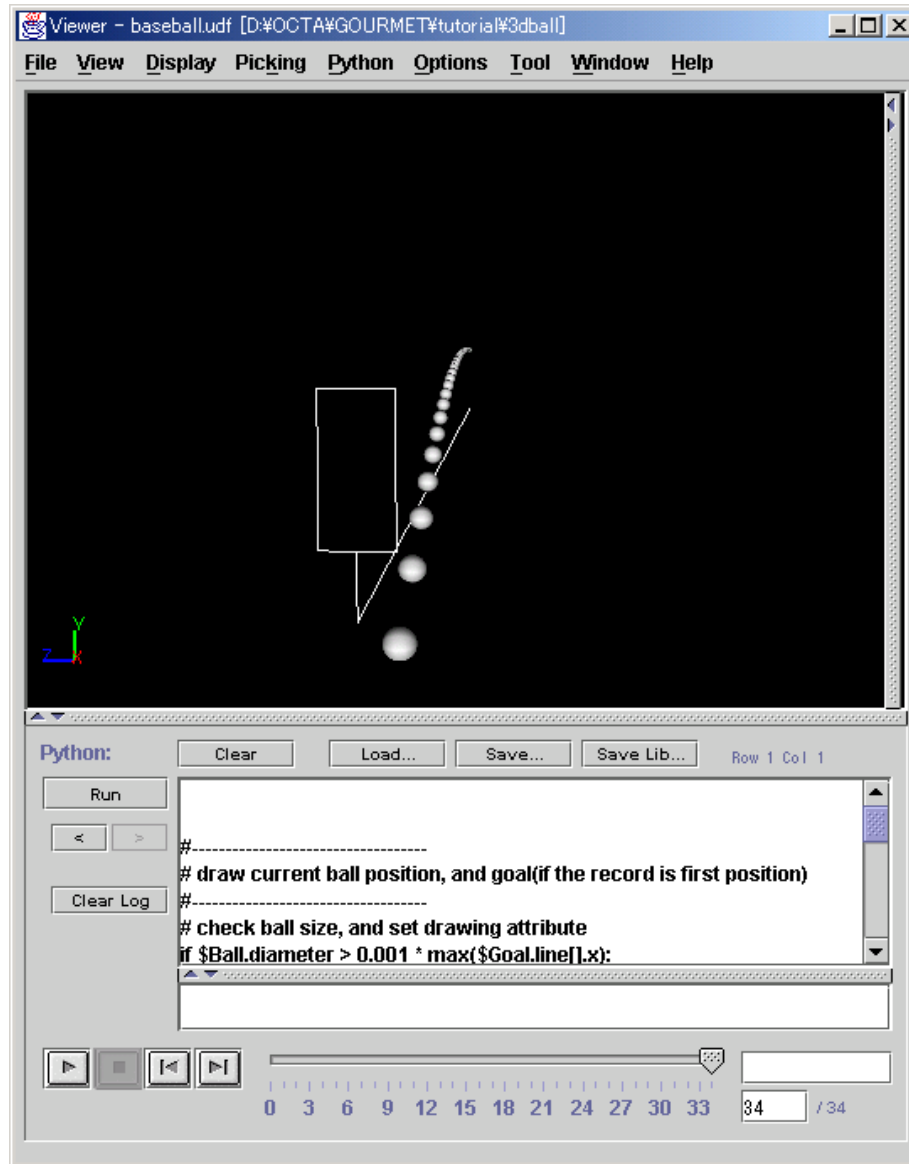 Viewer - baseball.udf [D:¥OCTA¥GOURMET¥tutorial¥3dball]
File View Display Picking Python Options Tool Window Help
Y
Z X
Python: Clear Load... Save... Save Lib... Row 1 Col 1
Run
< >
Clear Log
#----------------------------------
# draw current ball position, and goal(if the record is first position)
#----------------------------------
# check ball size, and set drawing attribute
if $Ball.diameter > 0.001 * max($Goal.line[].x):
0 3 6 9 12 15 18 21 24 27 30 33
34 / 34